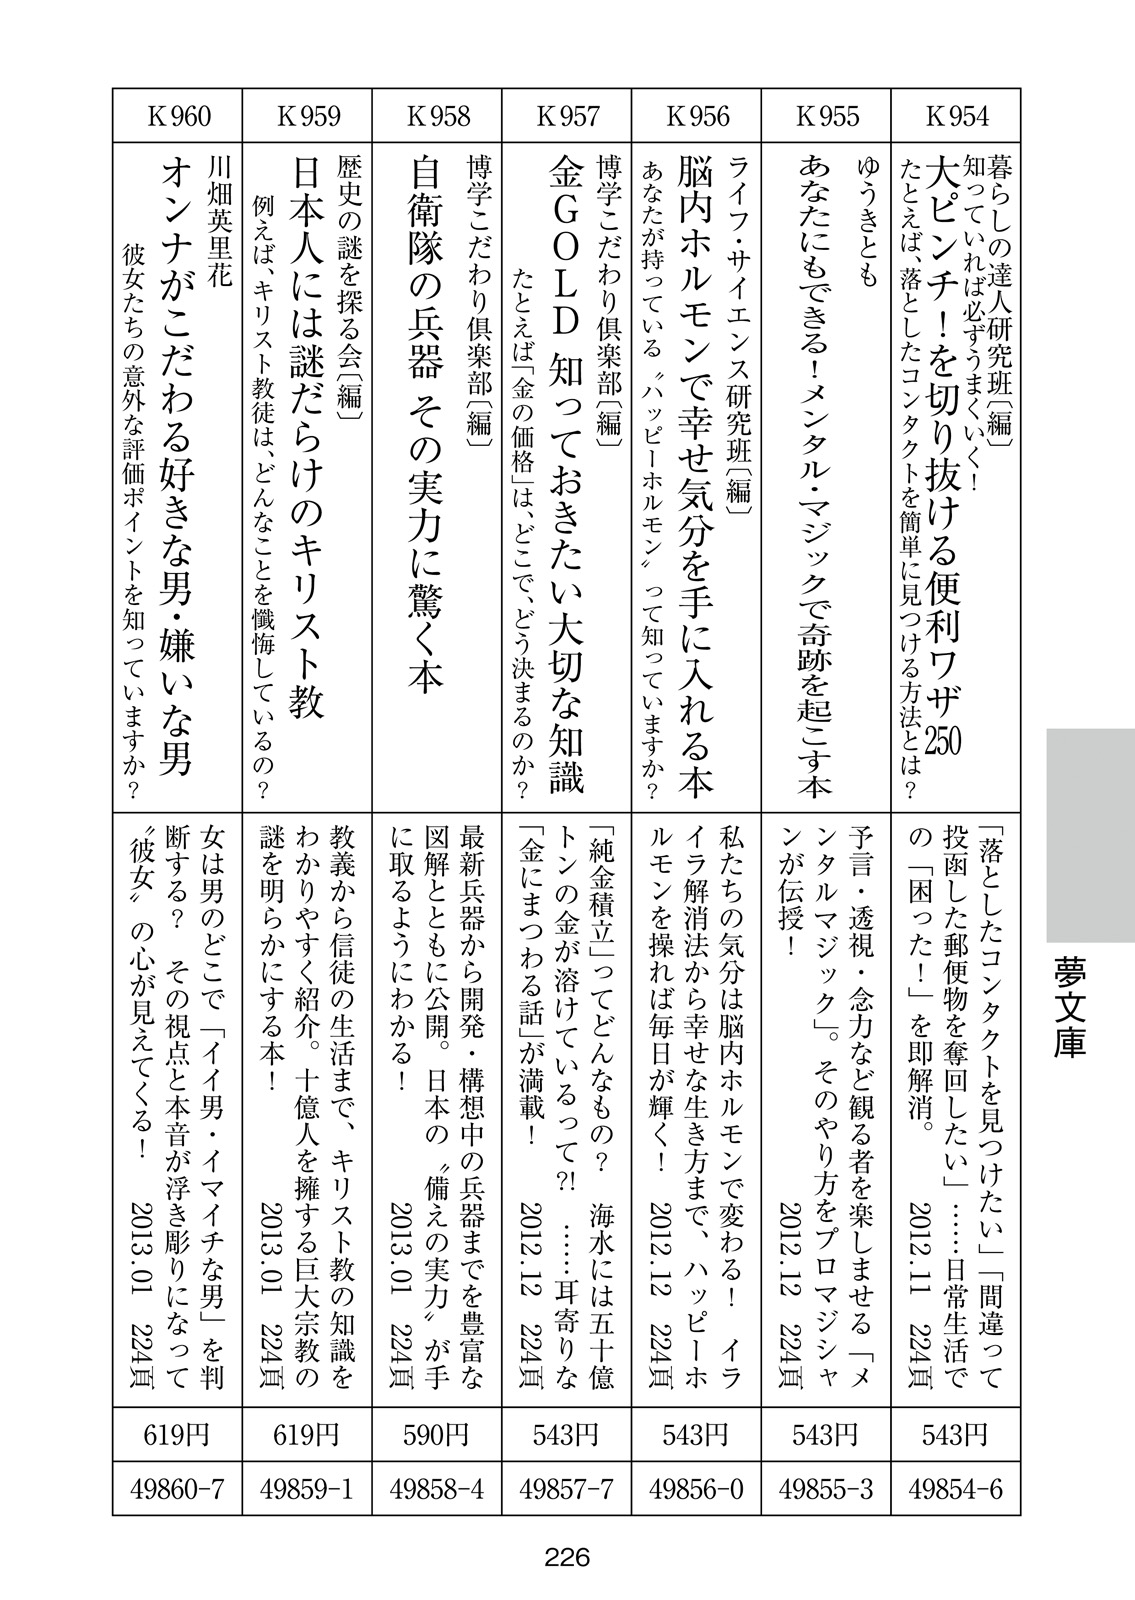 K954
暮らしの達人研究班〔編〕
知っていれば必ずうまくいく！
大ピンチ！を切り抜ける便利ワザ250
たとえば、落としたコンタクトを簡単に見つける方法とは？
「落としたコンタクトを見つけたい」「間違って
投函した郵便物を奪回したい」……日常生活で
の「困った！」を即解消。
2012.11 224頁
543円
49854-6
K955
ゆうきとも
あなたにもできる！メンタル・マジックで奇跡を起こす本
予言・透視・念力など観る者を楽しませる「メ
ンタルマジック」。そのやり方をプロマジシャ
ンが伝授！
2012.12 224頁
543円
49855-3
K956
ライフ・サイエンス研究班〔編〕
脳内ホルモンで幸せ気分を手に入れる本
あなたが持っている〝ハッピーホルモン〟って知っていますか？
私たちの気分は脳内ホルモンで変わる！ イラ
イラ解消法から幸せな生き方まで、ハッピーホ
ルモンを操れば毎日が輝く！
2012.12 224頁
543円
49856-0
K957
博学こだわり倶楽部〔編〕
金GOLD 知っておきたい大切な知識
たとえば「金の価格」は、どこで、どう決まるのか？
「純金積立」ってどんなもの？ 海水には五十億
トンの金が溶けているって?! ……耳寄りな
「金にまつわる話」が満載！
2012.12 224頁
543円
49857-7
K958
博学こだわり倶楽部〔編〕
自衛隊の兵器 その実力に驚く本
最新兵器から開発・構想中の兵器までを豊富な
図解とともに公開。日本の〝備えの実力〟が手
に取るようにわかる！
2013.01 224頁
590円
49858-4
K959
歴史の謎を探る会〔編〕
日本人には謎だらけのキリスト教
例えば、キリスト教徒は、どんなことを懺悔しているの？
教義から信徒の生活まで、キリスト教の知識を
わかりやすく紹介。十億人を擁する巨大宗教の
謎を明らかにする本！
2013.01 224頁
619円
49859-1
K960
川畑英里花
オンナがこだわる好きな男・嫌いな男
彼女たちの意外な評価ポイントを知っていますか？
女は男のどこで「イイ男・イマイチな男」を判
断する？ その視点と本音が浮き彫りになって
〝彼女〟の心が見えてくる！
2013.01 224頁
619円
49860-7
夢文庫
226